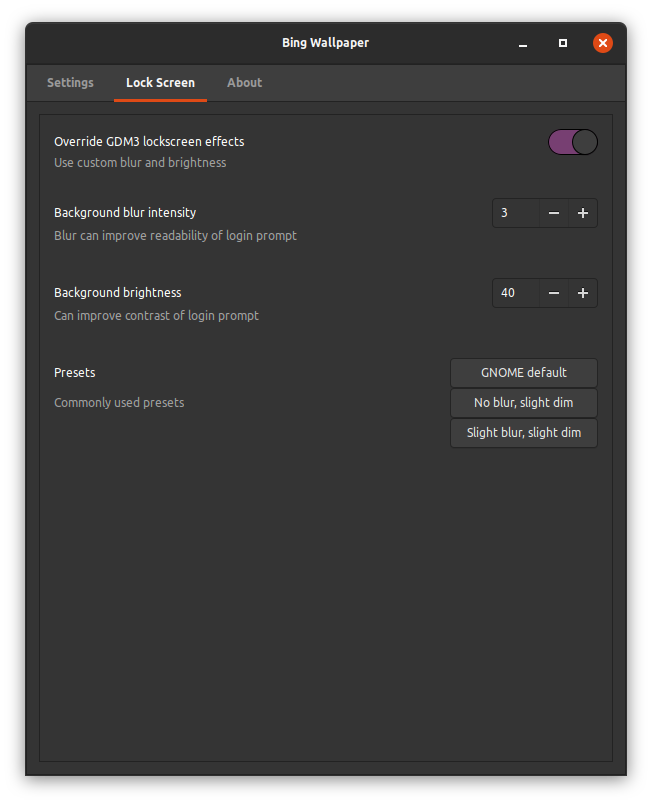 Bing Wallpaper
Settings Lock Screen About
Override GDM3 lockscreen effects
Use custom blur and brightness
Background blur intensity 3
Blur can improve readability of login prompt
Background brightness 40
Can improve contrast of login prompt
Presets GNOME default
Commonly used presets No blur, slight dim
Slight blur, slight dim